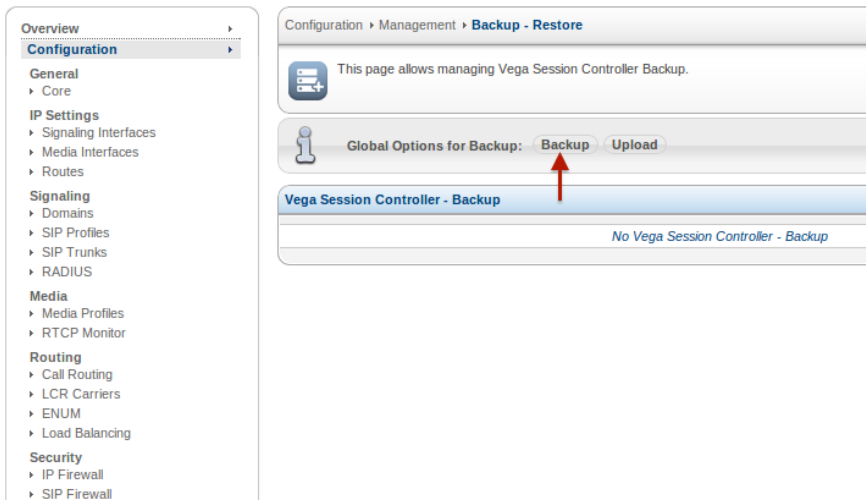 Overview
Configuration
General
Core
IP Settings
Signaling Interfaces
Media Interfaces
Routes
Signaling
Domains
SIP Profiles
SIP Trunks
RADIUS
Media
Media Profiles
RTCP Monitor
Routing
Call Routing
LCR Carriers
ENUM
Load Balancing
Security
IP Firewall
SIP Firewall
Configuration Management Backup - Restore
This page allows managing Vega Session Controller Backup.
Global Options for Backup: Backup Upload
Vega Session Controller - Backup
No Vega Session Controller - Backup